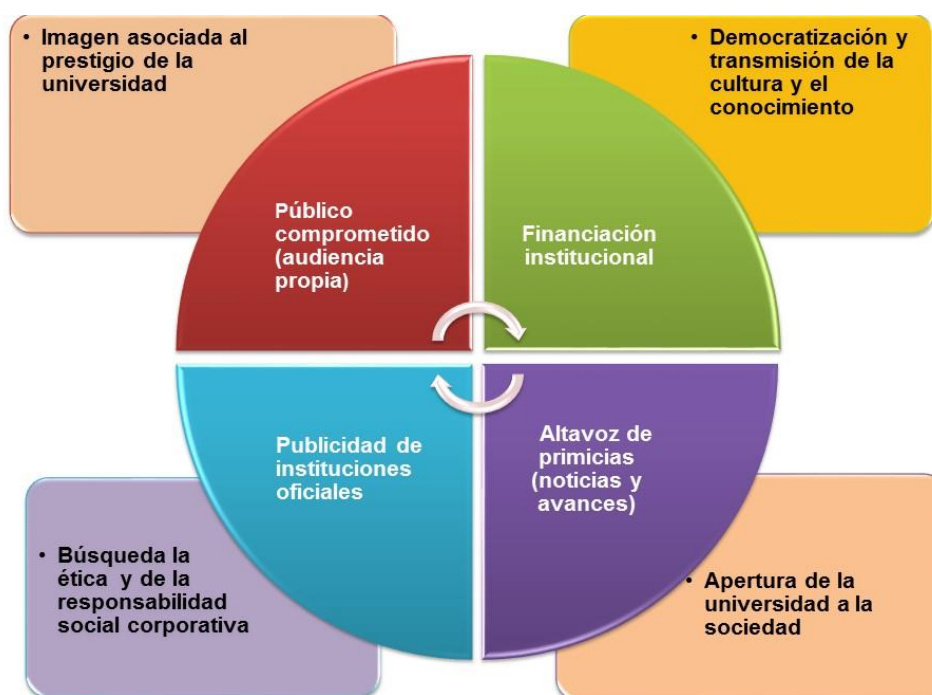 • Imagen asociada al
prestigio de la
universidad
• Democratización y
transmisión de la
cultura y el
conocimiento
Público
comprometido
(audiencia
propia)
Financiación
institucional
Publicidad de
instituciones
oficiales
Altavoz de
primicias
(noticias y
avances)
• Búsqueda la
ética y de la
responsabilidad
social corporativa
• Apertura de la
universidad a la
sociedad